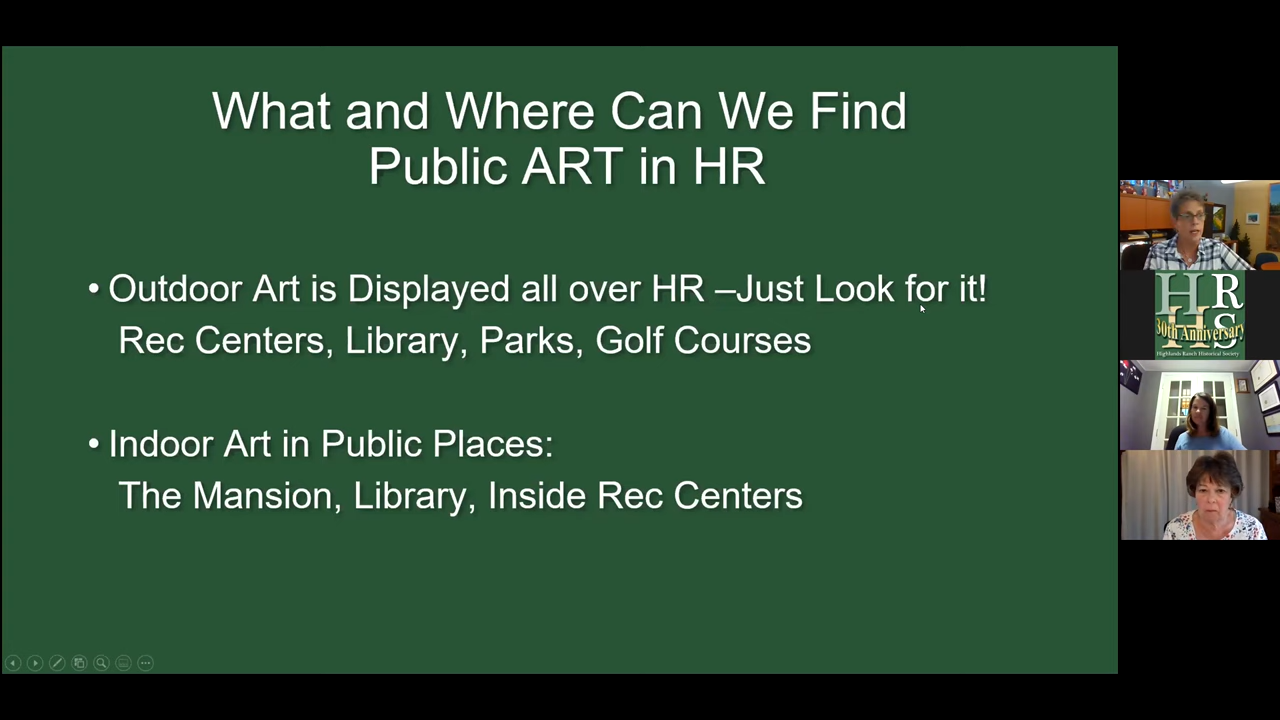 What and Where Can We Find
Public ART in HR
• Outdoor Art is Displayed all over HR –Just Look for it!
Rec Centers, Library, Parks, Golf Courses
• Indoor Art in Public Places:
The Mansion, Library, Inside Rec Centers
HR
HS
30th Anniversary
Highlands Ranch Historical Society